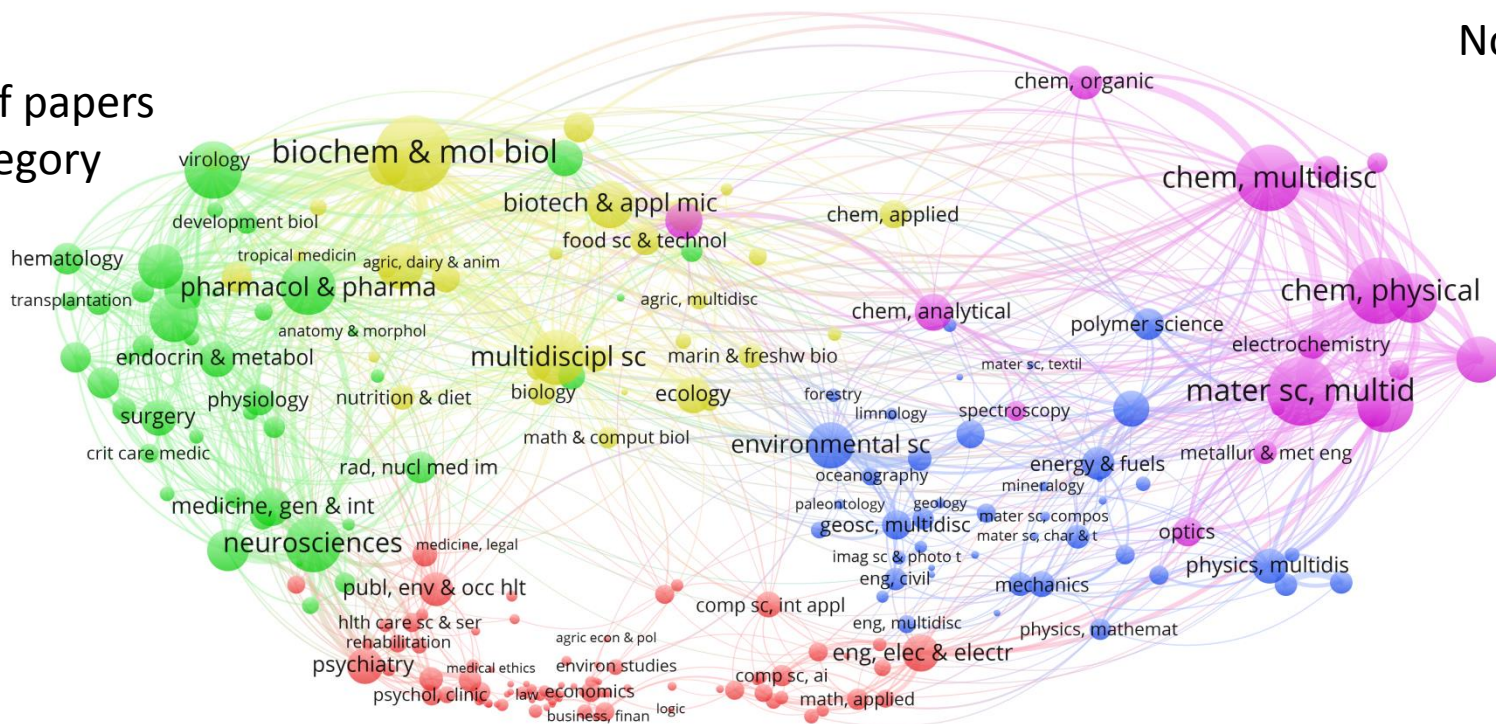 No
f papers
egory
chem, organic
virology
biochem & mol biol
chem, multidisc
biotech & appl mic
development biol
chem, applied
food sc & technol
hematology
tropical medicin
agric, dairy & anim
pharmacol & pharma
chem, physical
transplantation
agric, multidisc
chem, analytical
anatomy & morphol
polymer science
electrochemistry
endocrin & metabol
multidiscipl sc
marin & freshw bio
mater sc, textil
mater sc, multid
biology
ecology
forestry
nutrition & diet
physiology
limnology
spectroscopy
surgery
math & comput biol
environmental sc
crit care medic
metallur & met eng
rad, nucl med im
energy & fuels
oceanography
mineralogy
medicine, gen & int
paleontology
geology
mater sc, compos
geosc, multidisc
mater sc, char & t
optics
neurosciences
medicine, legal
imag sc & photo t
physics, multidis
eng, civil
mechanics
publ, env & occ hlt
comp sc, int appl
hlth care sc & ser
eng, multidisc
physics, mathemat
rehabilitation
agric econ & pol
eng, elec & electr
psychiatry
medical ethics
environ studies
comp sc, ai
psychol, clinic
law
economics
math, applied
business, finan
logic